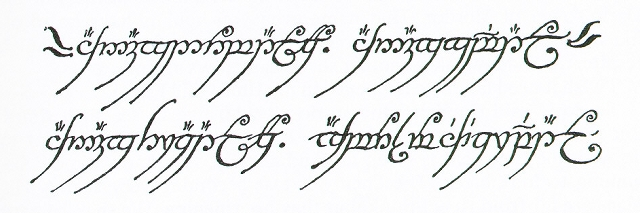 ash nazg durbatulûk, ash nazg gimbatul,
ash nazg thrakatulûk, agh burzum-ishi krimpatul